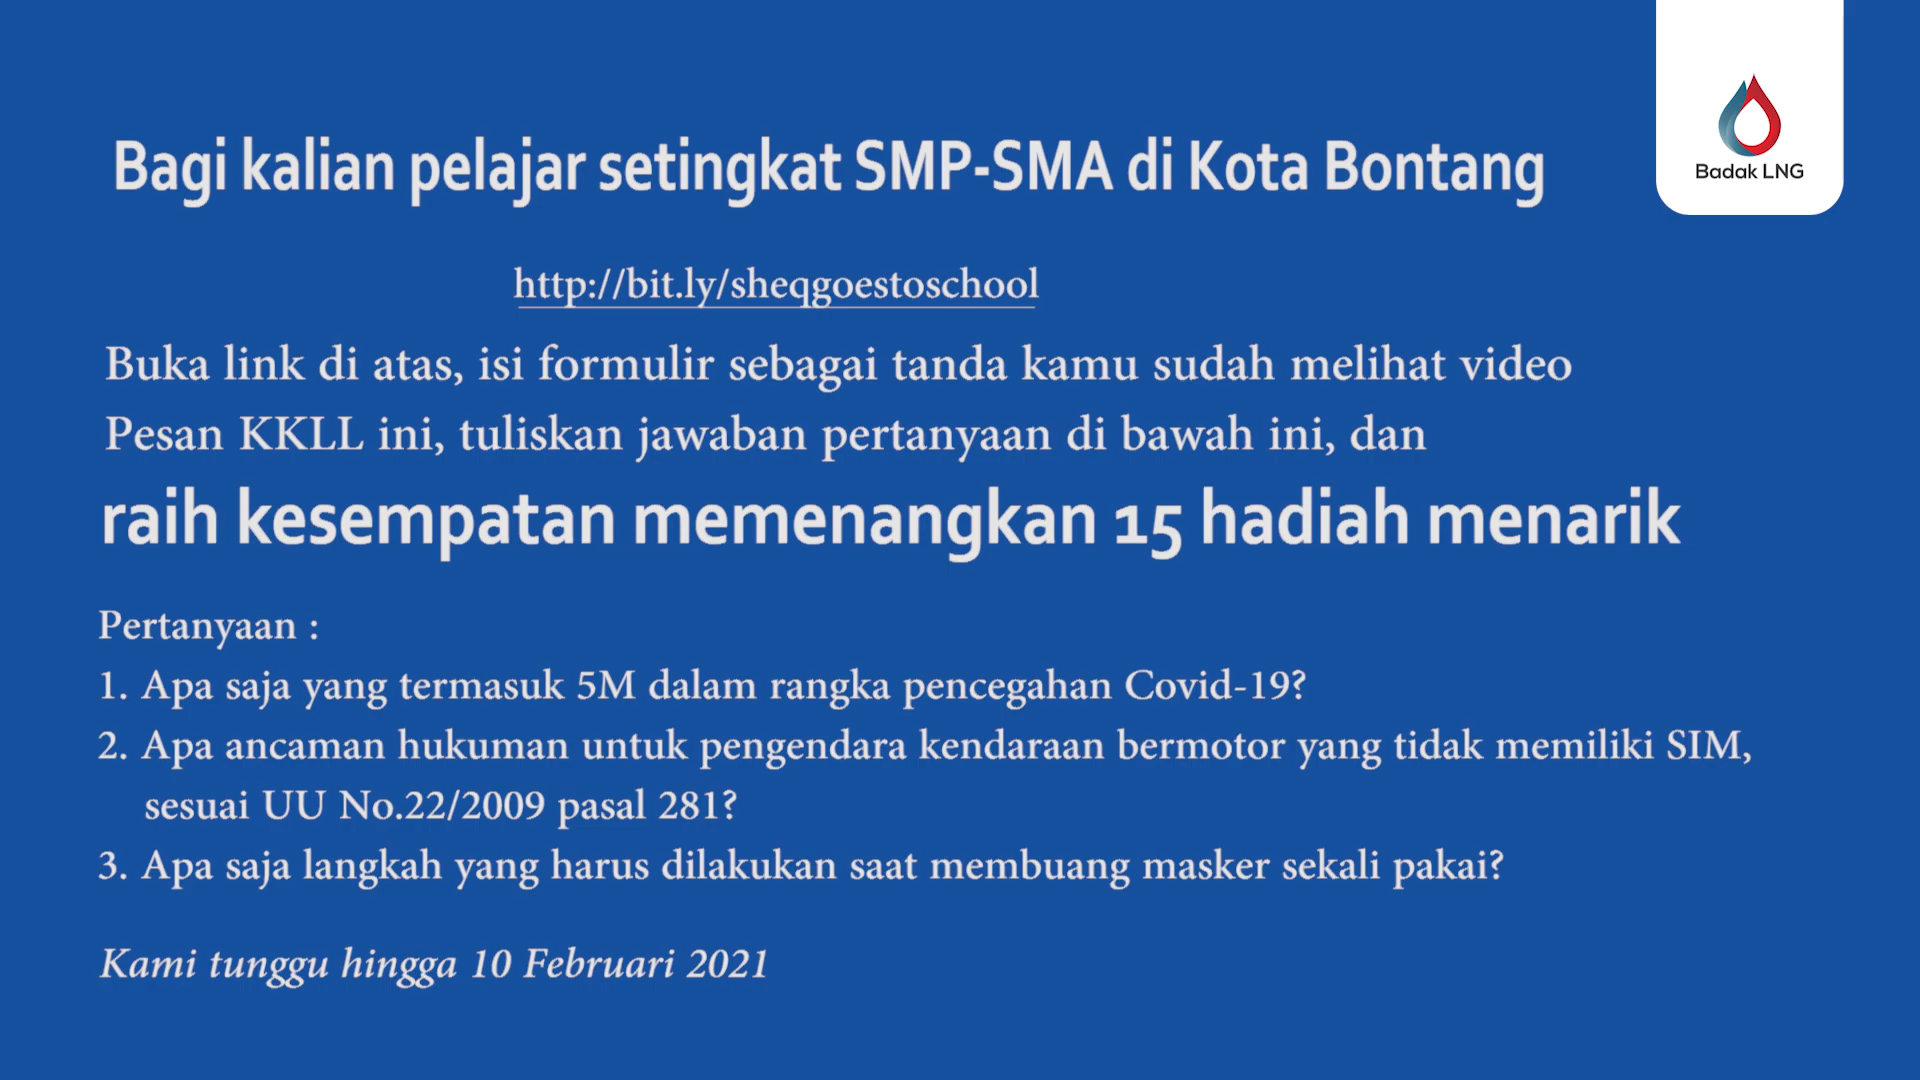 Badak LNG
Bagi kalian pelajar setingkat SMP-SMA di Kota Bontang
http://bit.ly/sheqgoestoschool
Buka link di atas, isi formulir sebagai tanda kamu sudah melihat video
Pesan KKLL ini, tuliskan jawaban pertanyaan di bawah ini, dan
raih kesempatan memenangkan 15 hadiah menarik
Pertanyaan :
1. Apa saja yang termasuk 5M dalam rangka pencegahan Covid-19?
2. Apa ancaman hukuman untuk pengendara kendaraan bermotor yang tidak memiliki SIM,
sesuai UU No.22/2009 pasal 281?
3. Apa saja langkah yang harus dilakukan saat membuang masker sekali pakai?
Kami tunggu hingga 10 Februari 2021